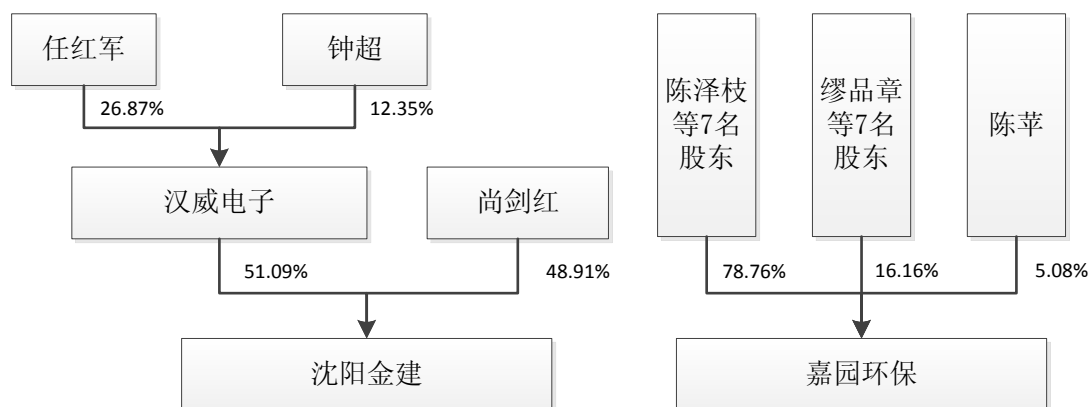 任红军
钟超
陈泽枝
等7名
股东
缪品章
等7名
股东
陈苹
26.87%
12.35%
汉威电子
尚剑红
51.09%
48.91%
78.76%
16.16%
5.08%
沈阳金建
嘉园环保